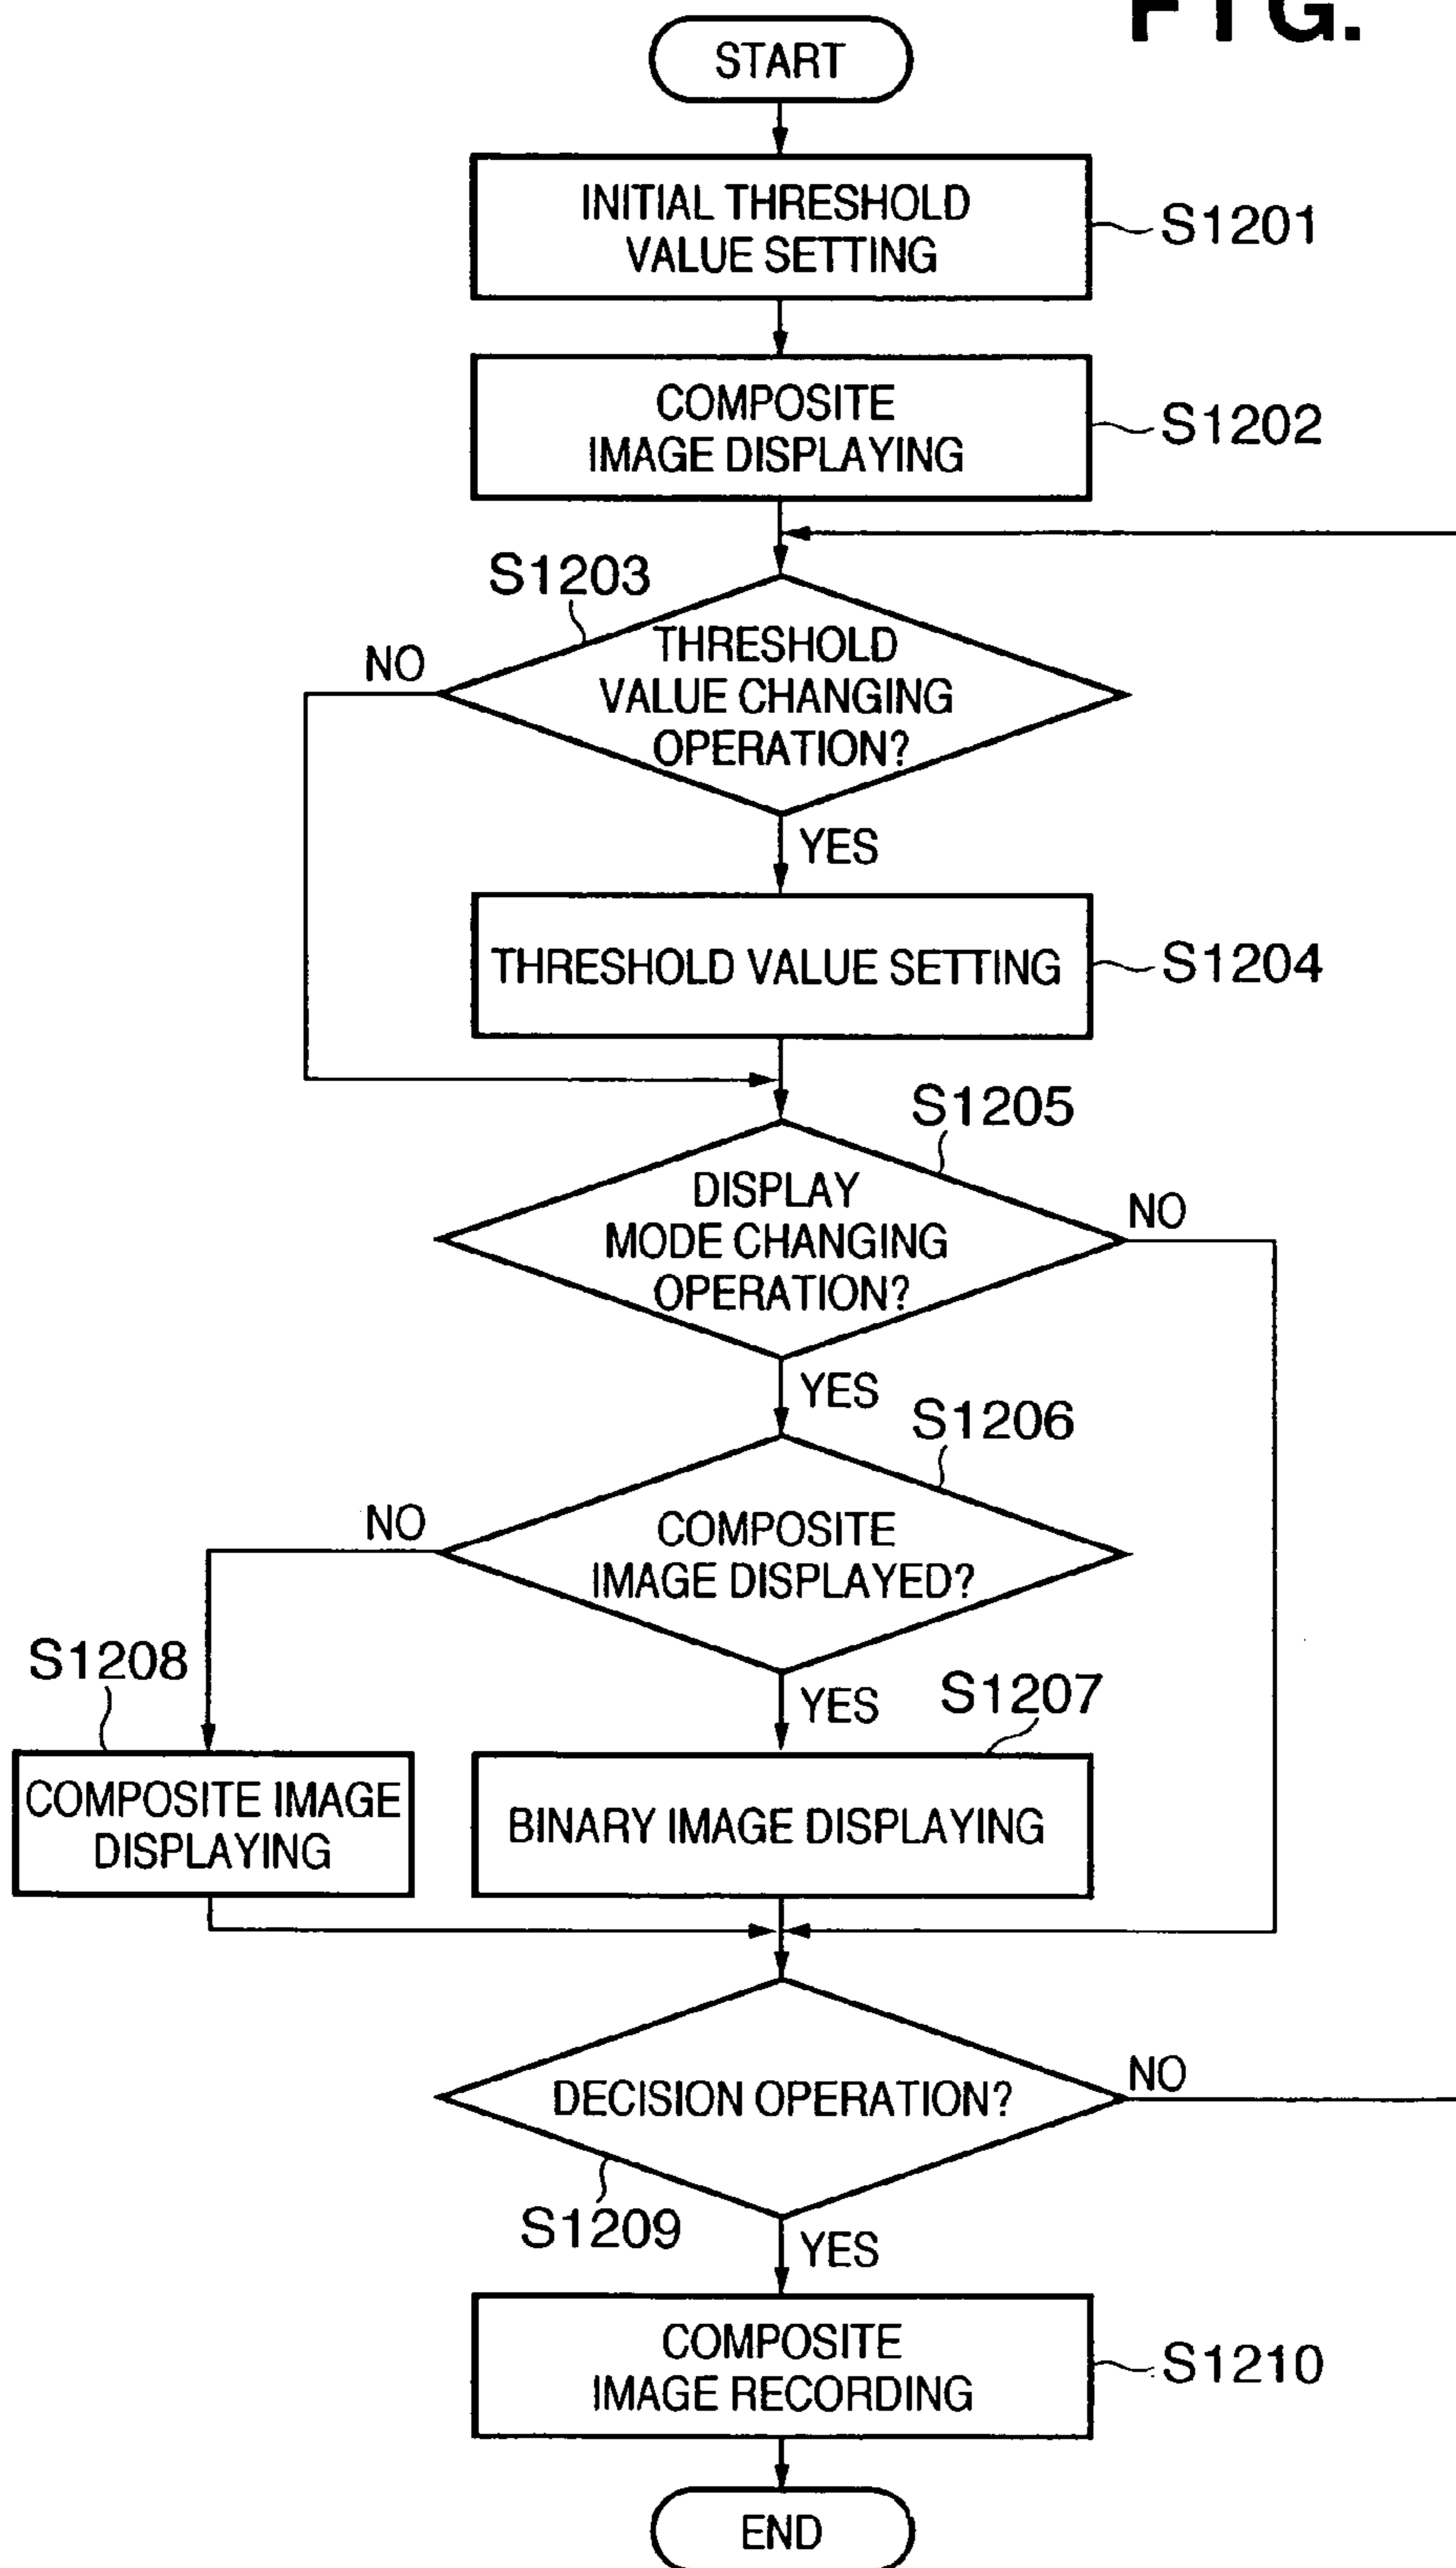 FIG.
START
INITIAL THRESHOLD
VALUE SETTING
S1201
COMPOSITE
IMAGE DISPLAYING
S1202
S1203
NO
THRESHOLD
VALUE CHANGING
OPERATION?
YES
THRESHOLD VALUE SETTING
S1204
S1205
DISPLAY
MODE CHANGING
OPERATION?
NO
YES
S1206
NO
COMPOSITE
IMAGE DISPLAYED?
S1208
YES
S1207
COMPOSITE IMAGE
DISPLAYING
BINARY IMAGE DISPLAYING
DECISION OPERATION?
NO
S1209
YES
COMPOSITE
IMAGE RECORDING
S1210
END